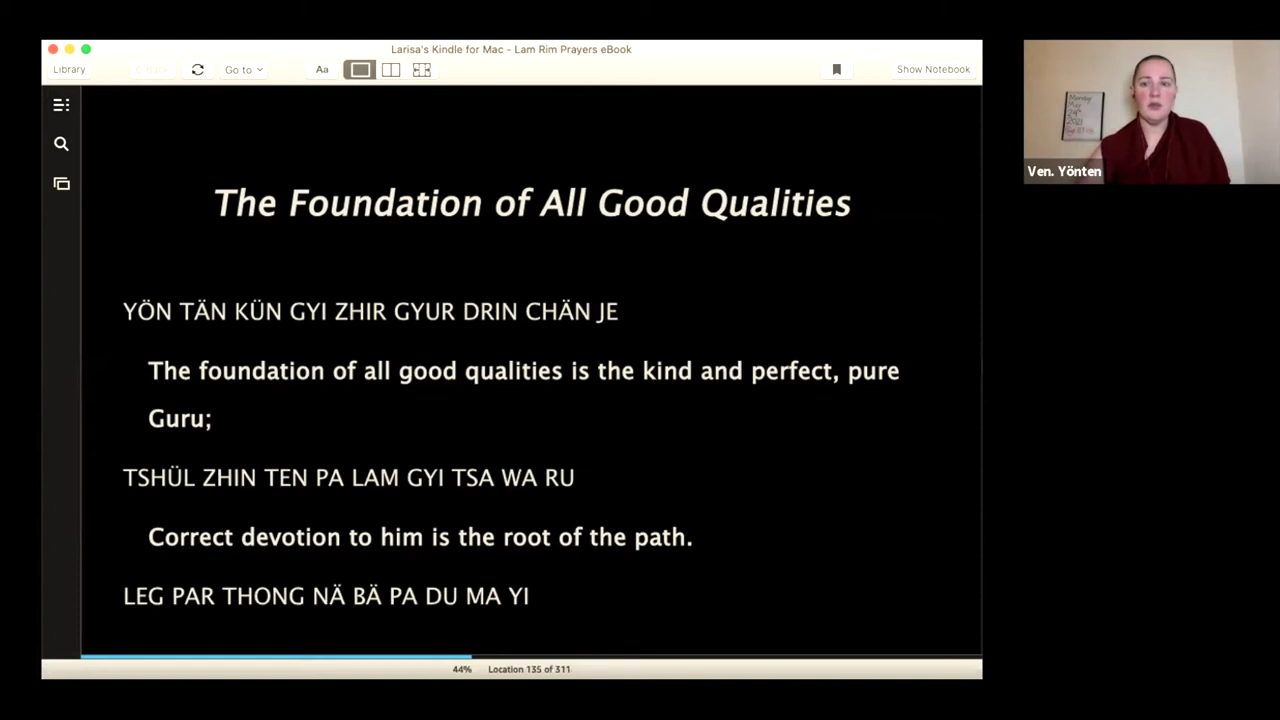 Larisa's Kindle for Mac - Lam Rim Prayers eBook
Library
Go to
Aa
Show Notebook
The Foundation of All Good Qualities
YÖN TÄN KÜN GYI ZHIR GYUR DRIN CHÄN JE
The foundation of all good qualities is the kind and perfect, pure
Guru;
TSHÜL ZHIN TEN PA LAM GYI TSA WA RU
Correct devotion to him is the root of the path.
LEG PAR THONG NÄ BÄ PA DU MA YI
44% Location 135 of 311
Monday
May
24th
2021
Ven. Yönten